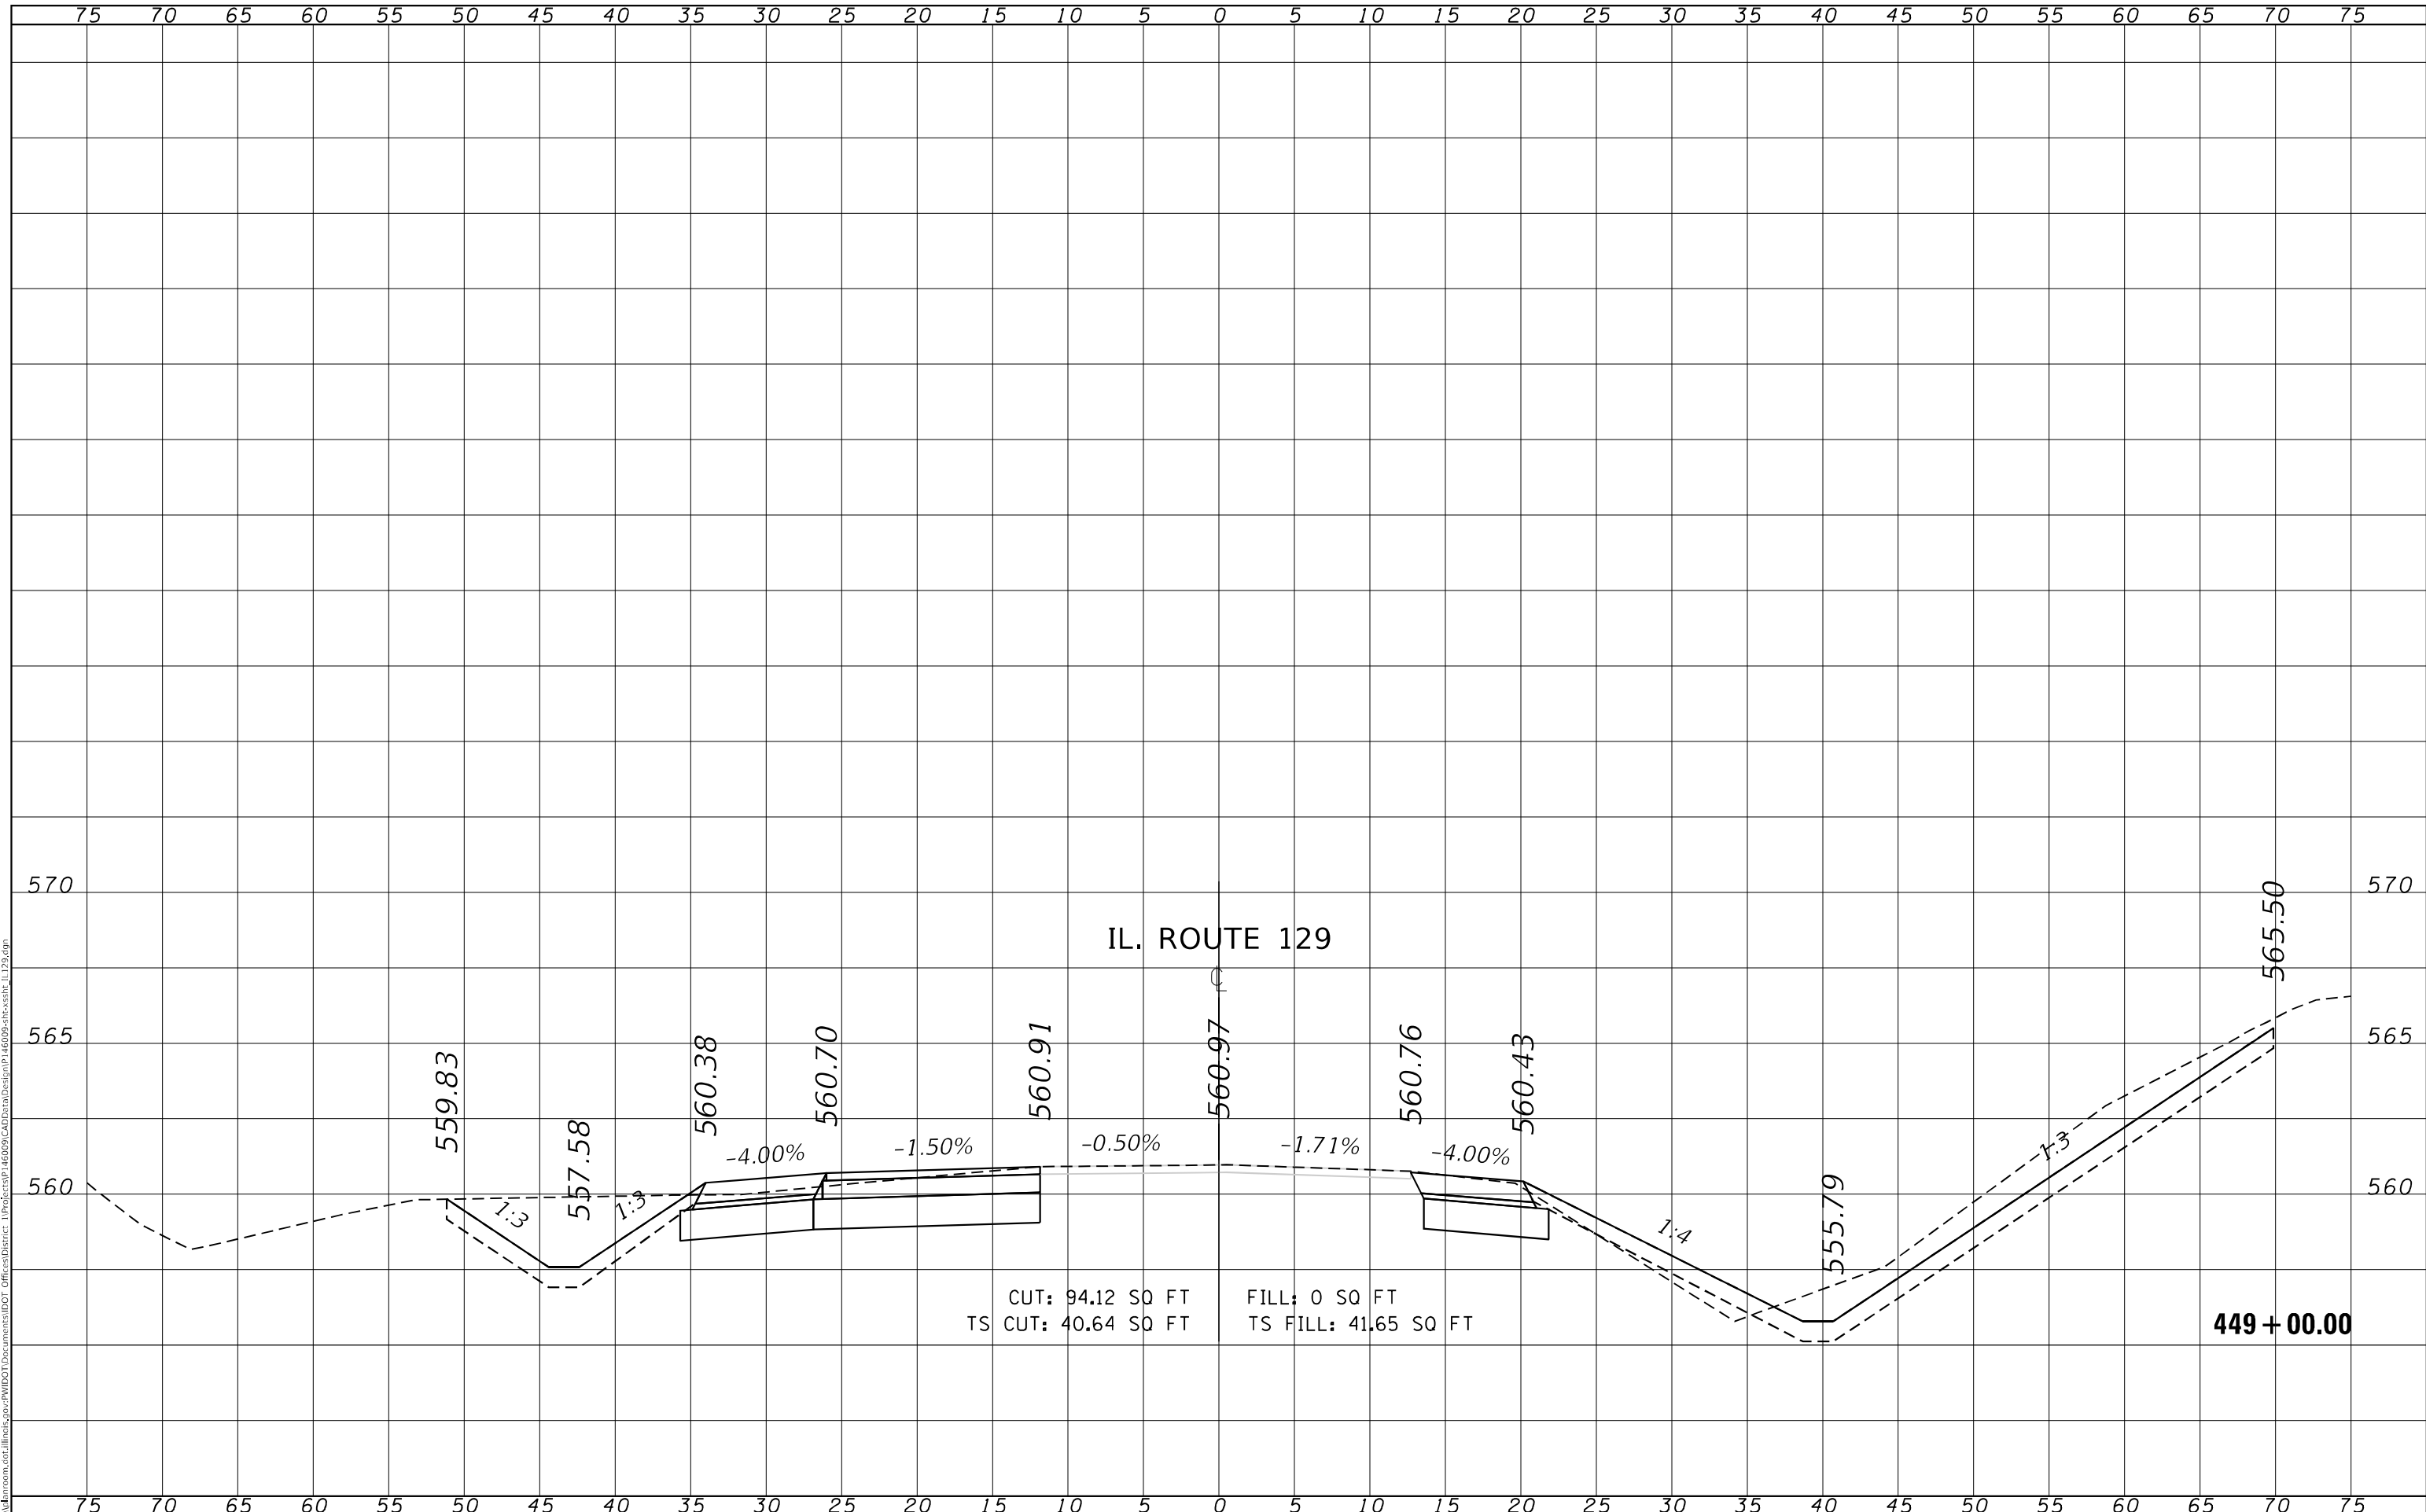 75 70 65 60 55 50 45 40 35 30 25 20 15 10 5 0 5 10 15 20 25 30 35 40 45 50 55 60 65 70 75
570 570
565.50
IL. ROUTE 129
CL
565 565
559.83 557.58 560.38 560.70 560.91 560.97 560.76 560.43 555.79
-4.00% -1.50% -0.50% -1.71% -4.00%
560 560
1:3 1:3 1:4 1:3
CUT: 94.12 SQ FT FILL: 0 SQ FT
TS CUT: 40.64 SQ FT TS FILL: 41.65 SQ FT
449+00.00
75 70 65 60 55 50 45 40 35 30 25 20 15 10 5 0 5 10 15 20 25 30 35 40 45 50 55 60 65 70 75